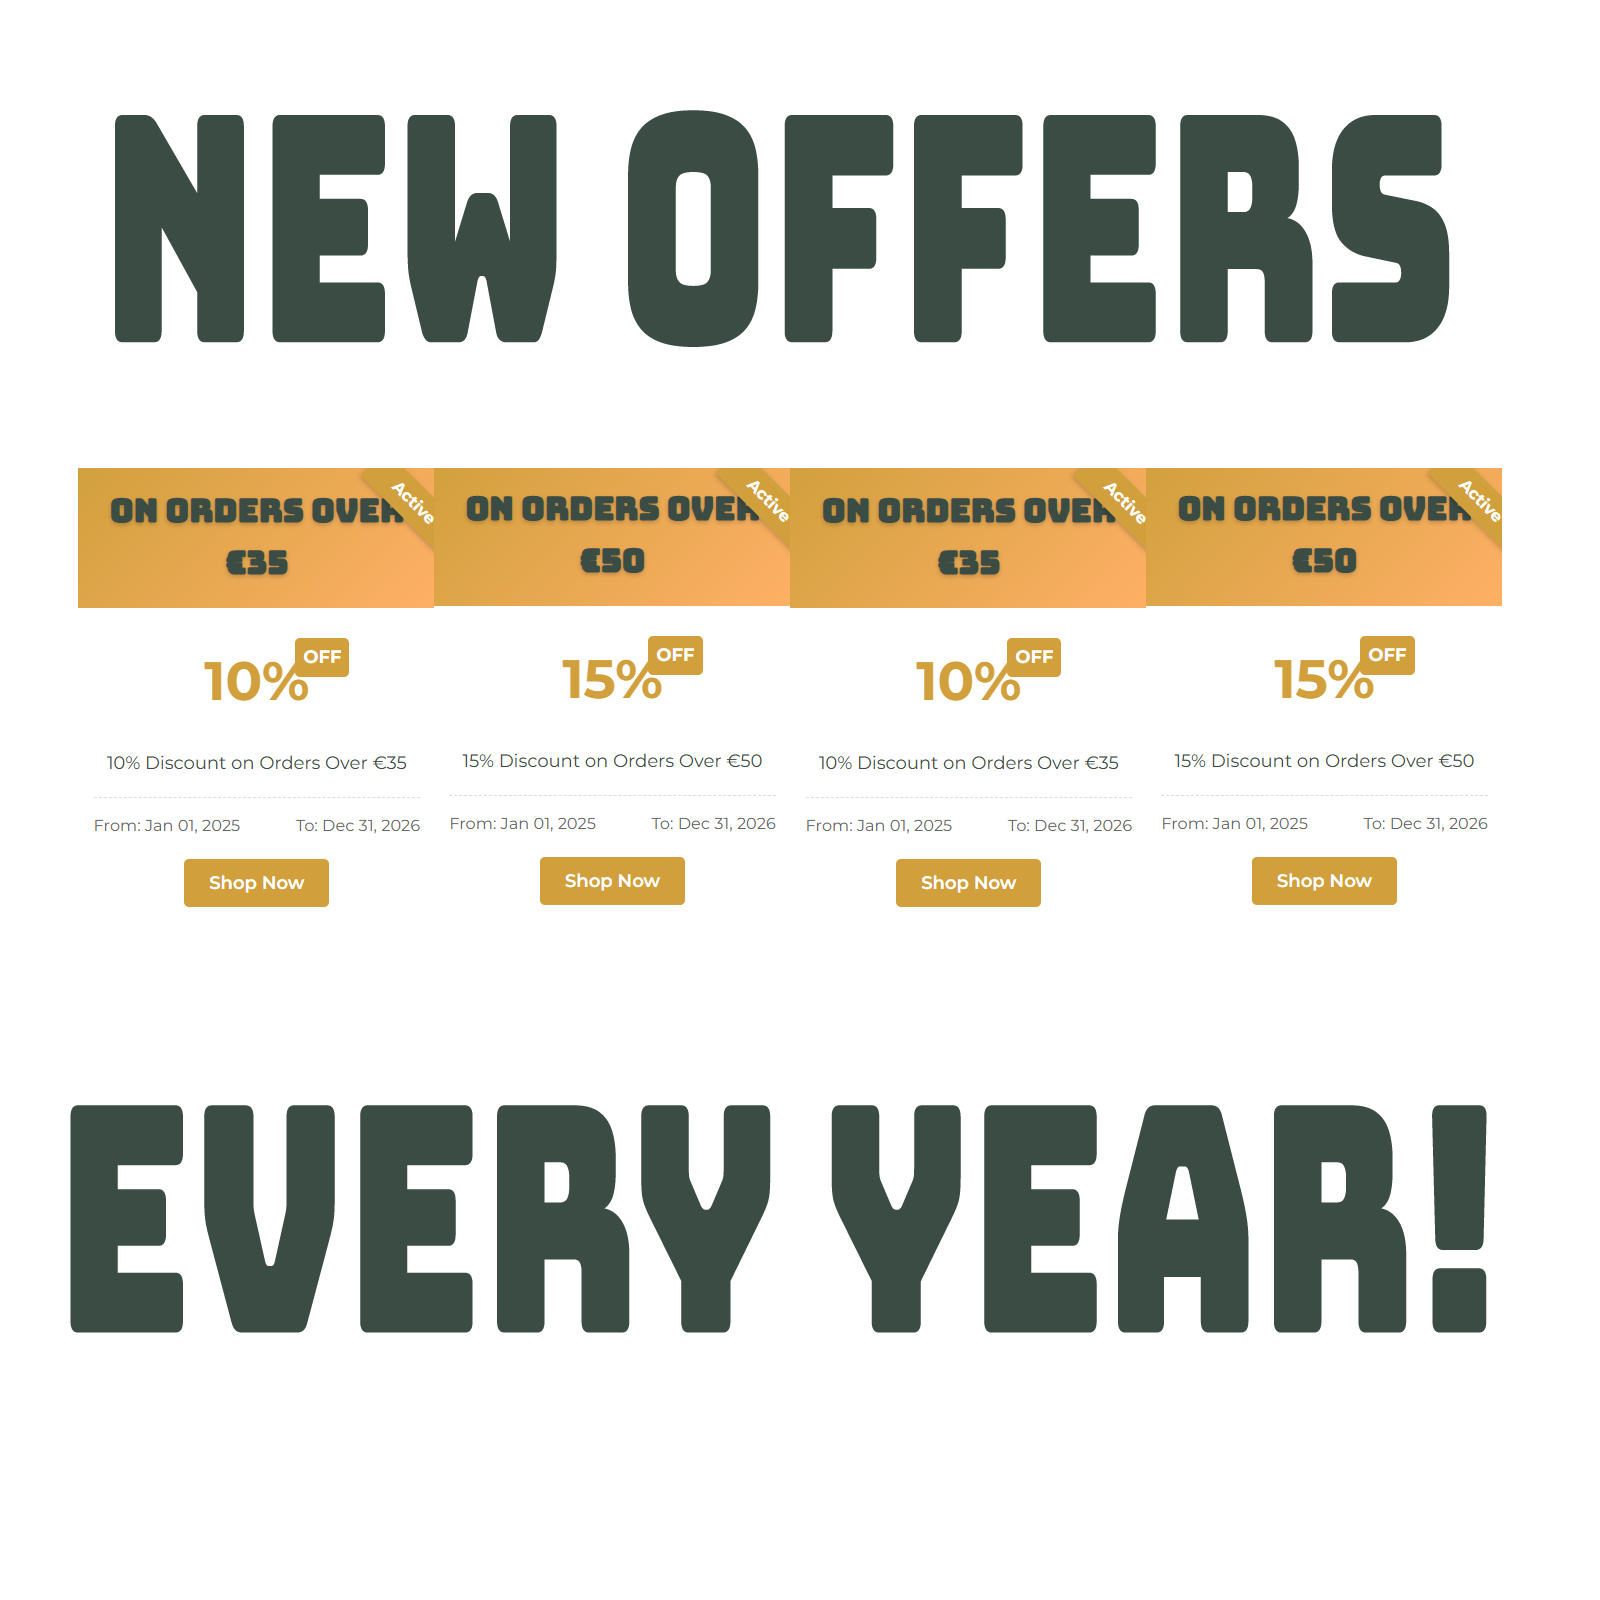 NEW OFFERS
ON ORDERS OVER
€35
Active
10% OFF
10% Discount on Orders Over €35
From: Jan 01, 2025 To: Dec 31, 2026
Shop Now
ON ORDERS OVER
€50
Active
15% OFF
15% Discount on Orders Over €50
From: Jan 01, 2025 To: Dec 31, 2026
Shop Now
ON ORDERS OVER
€35
Active
10% OFF
10% Discount on Orders Over €35
From: Jan 01, 2025 To: Dec 31, 2026
Shop Now
ON ORDERS OVER
€50
Active
15% OFF
15% Discount on Orders Over €50
From: Jan 01, 2025 To: Dec 31, 2026
Shop Now
EVERY YEAR!